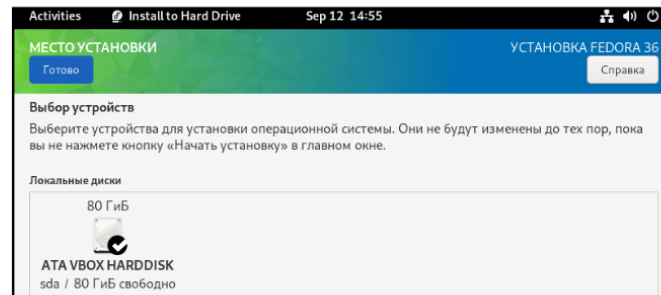 Activities Install to Hard Drive Sep 12 14:55
МЕСТО УСТАНОВКИ УСТАНОВКА FEDORA 36
Готово Справка
Выбор устройств
Выберите устройства для установки операционной системы. Они не будут изменены до тех пор, пока
вы не нажмете кнопку «Начать установку» в главном окне.
Локальные диски
80 ГиБ
ATA VBOX HARDDISK
sda / 80 ГиБ свободно